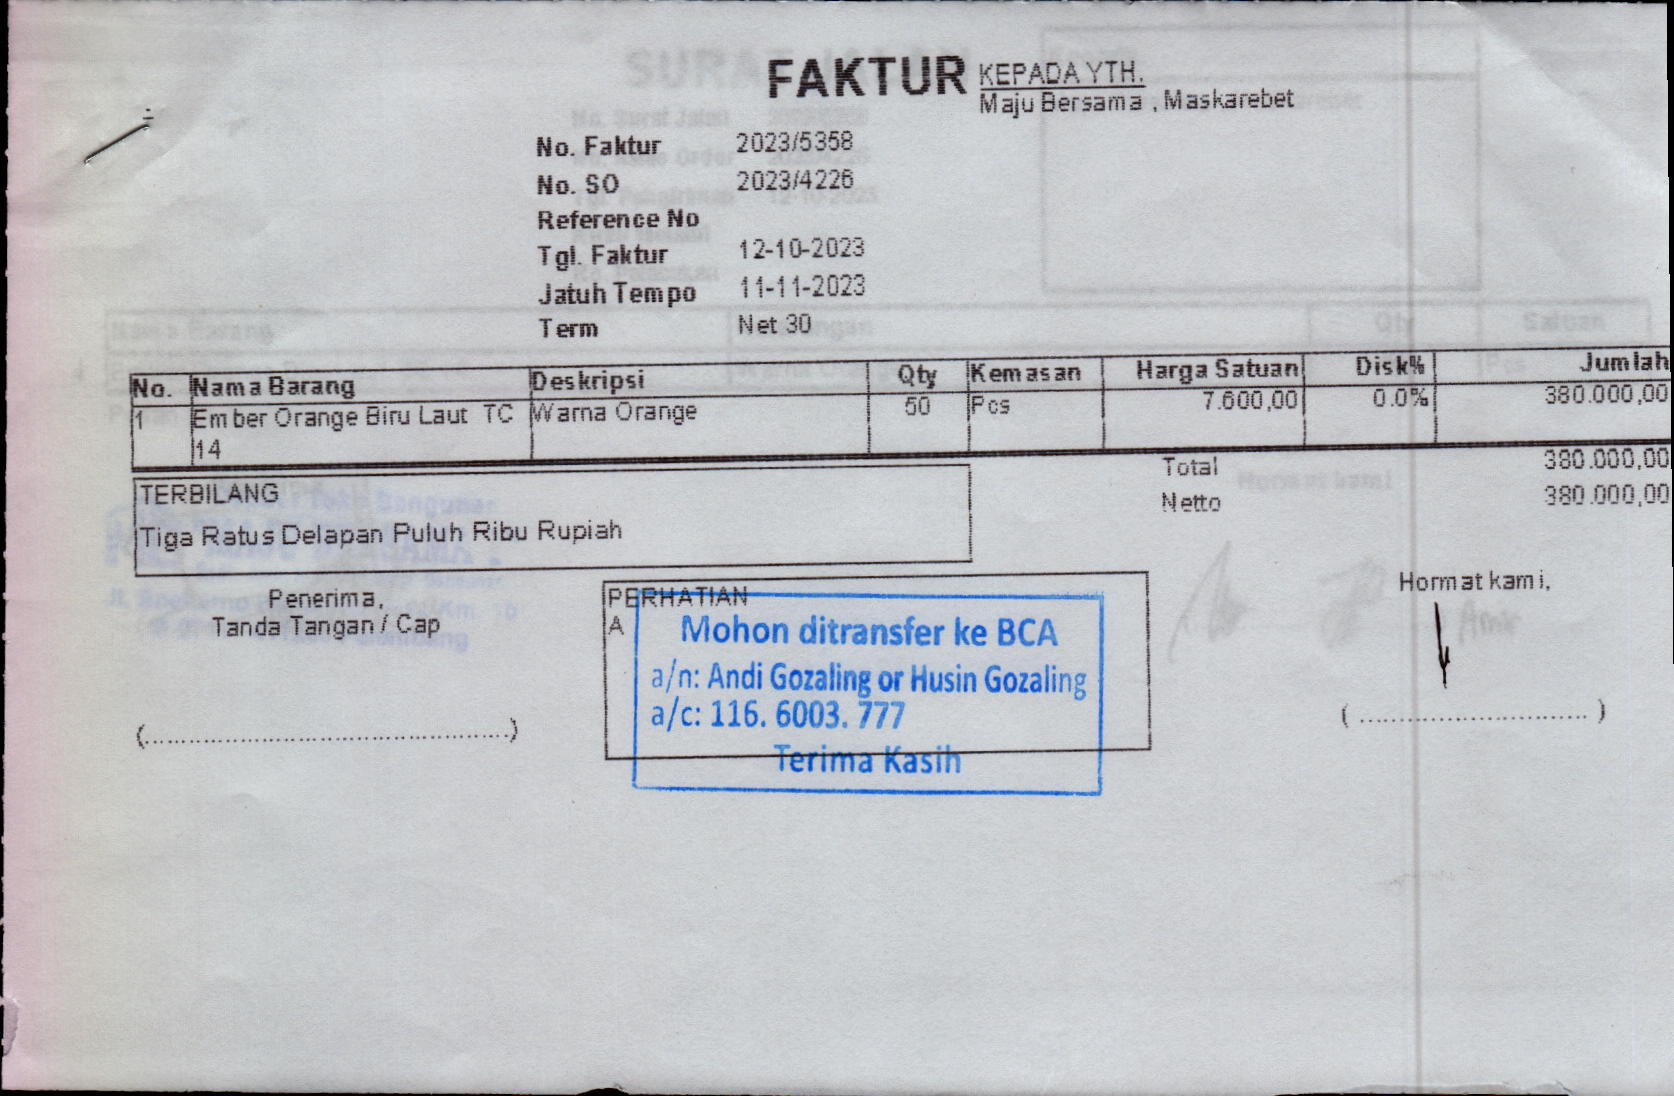 FAKTUR
KEPADA YTH.
Maju Bersama , Maskarebet
No. Faktur 2023/5358
No. SO 2023/4226
Reference No
Tgl. Faktur 12-10-2023
Jatuh Tempo 11-11-2023
Term Net 30
No. Nama Barang Deskripsi Qty Kemasan Harga Satuan Disk% Jumlah
1 Ember Orange Biru Laut TC Warna Orange 50 Pcs 7.600,00 0.0% 380.000,00
14
Total 380.000,00
Netto 380.000,00
TERBILANG
Tiga Ratus Delapan Puluh Ribu Rupiah
Penerima,
Tanda Tangan / Cap
(..................................................)
PERHATIAN
A
Mohon ditransfer ke BCA
a/n: Andi Gozaling or Husin Gozaling
a/c: 116. 6003. 777
Terima Kasih
Hormat kami,
( ............................... )